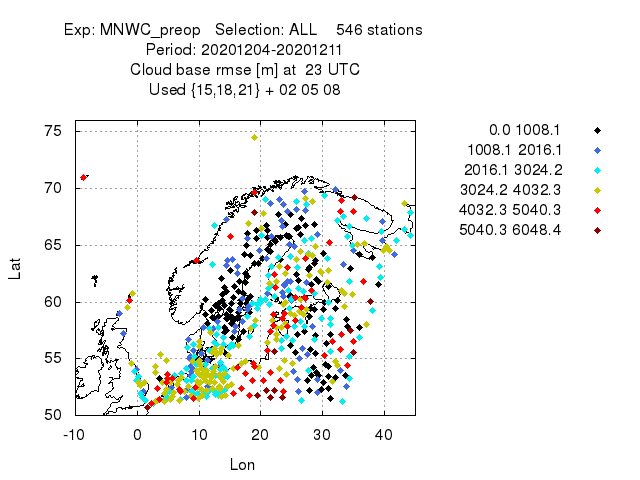 Exp: MNWC_preop   Selection: ALL    546 stations
Period: 20201204-20201211
Cloud base rmse [m] at  23 UTC
Used {15,18,21} + 02 05 08
0.0 1008.1
1008.1 2016.1
2016.1 3024.2
3024.2 4032.3
4032.3 5040.3
5040.3 6048.4
75
70
65
60
55
50
Lat
-10 0 10 20 30 40
Lon